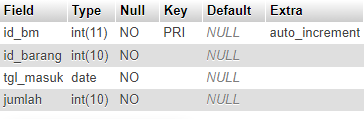 Field Type Null Key Default Extra
id_bm int(11) NO PRI NULL auto_increment
id_barang int(10) NO NULL
tgl_masuk date NO NULL
jumlah int(10) NO NULL